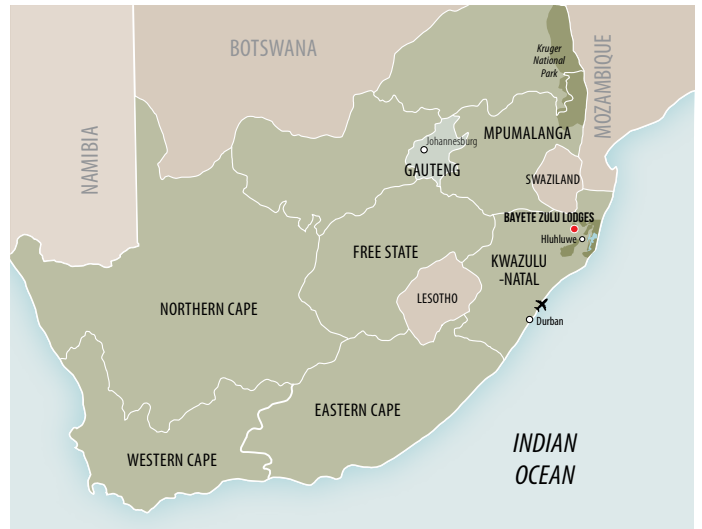 BOTSWANA
Kruger
National
Park
MOZAMBIQUE
NAMIBIA
MPUMALANGA
Johannesburg
GAUTENG
SWAZILAND
BAYETE ZULU LODGES
Hluhluwe
FREE STATE
KWAZULU
-NATAL
LESOTHO
NORTHERN CAPE
Durban
EASTERN CAPE
WESTERN CAPE
INDIAN
OCEAN